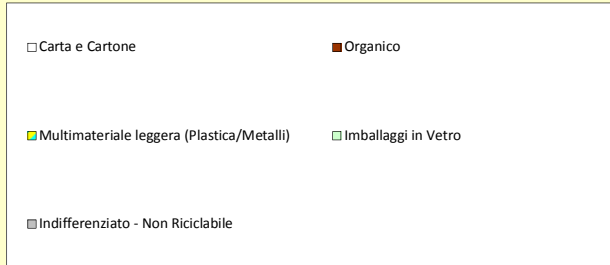 Carta e Cartone
Organico
Multimateriale leggera (Plastica/Metalli)
Imballaggi in Vetro
Indifferenziato - Non Riciclabile